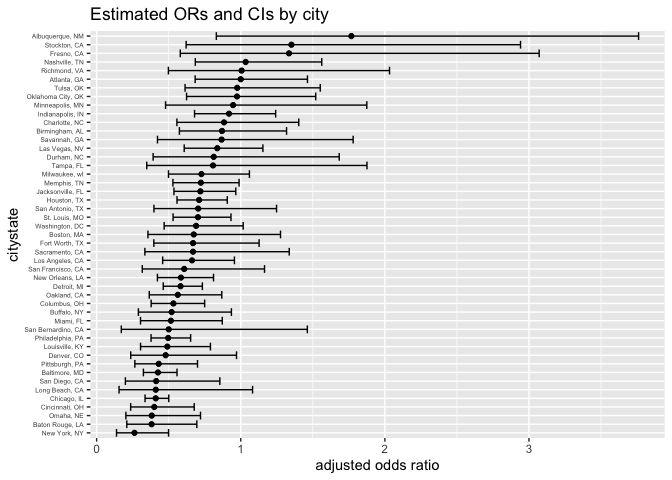 Estimated ORs and CIs by city
citystate
Albuquerque, NM
Stockton, CA
Fresno, CA
Nashville, TN
Richmond, VA
Atlanta, GA
Tulsa, OK
Oklahoma City, OK
Minneapolis, MN
Indianapolis, IN
Charlotte, NC
Birmingham, AL
Savannah, GA
Las Vegas, NV
Durham, NC
Tampa, FL
Milwaukee, wI
Memphis, TN
Jacksonville, FL
Houston, TX
San Antonio, TX
St. Louis, MO
Washington, DC
Boston, MA
Fort Worth, TX
Sacramento, CA
Los Angeles, CA
San Francisco, CA
New Orleans, LA
Detroit, MI
Oakland, CA
Columbus, OH
Buffalo, NY
Miami, FL
San Bernardino, CA
Philadelphia, PA
Louisville, KY
Denver, CO
Pittsburgh, PA
Baltimore, MD
San Diego, CA
Long Beach, CA
Chicago, IL
Cincinnati, OH
Omaha, NE
Baton Rouge, LA
New York, NY
0 1 2 3
adjusted odds ratio